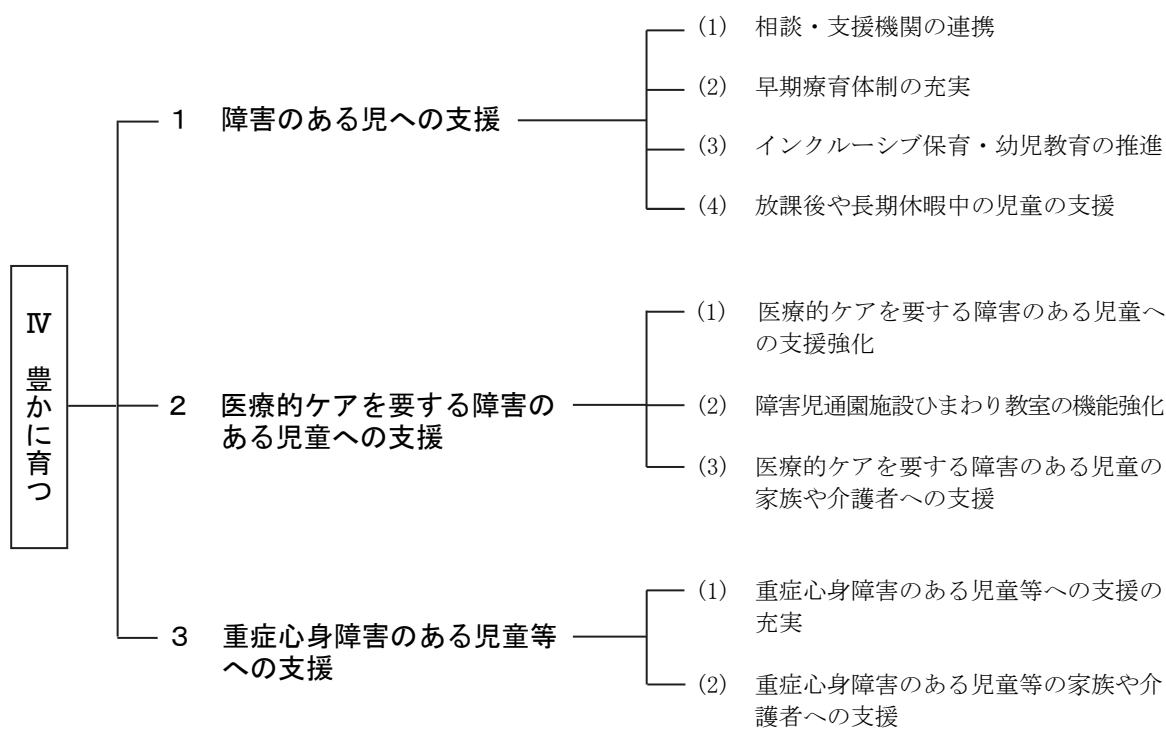 Ⅳ 豊かに育つ
1 障害のある児への支援
(1) 相談・支援機関の連携
(2) 早期療育体制の充実
(3) インクルーシブ保育・幼児教育の推進
(4) 放課後や長期休暇中の児童の支援
2 医療的ケアを要する障害の
ある児童への支援
(1) 医療的ケアを要する障害のある児童へ
の支援強化
(2) 障害児通園施設ひまわり教室の機能強化
(3) 医療的ケアを要する障害のある児童の
家族や介護者への支援
3 重症心身障害のある児童等
への支援
(1) 重症心身障害のある児童等への支援の
充実
(2) 重症心身障害のある児童等の家族や介
護者への支援